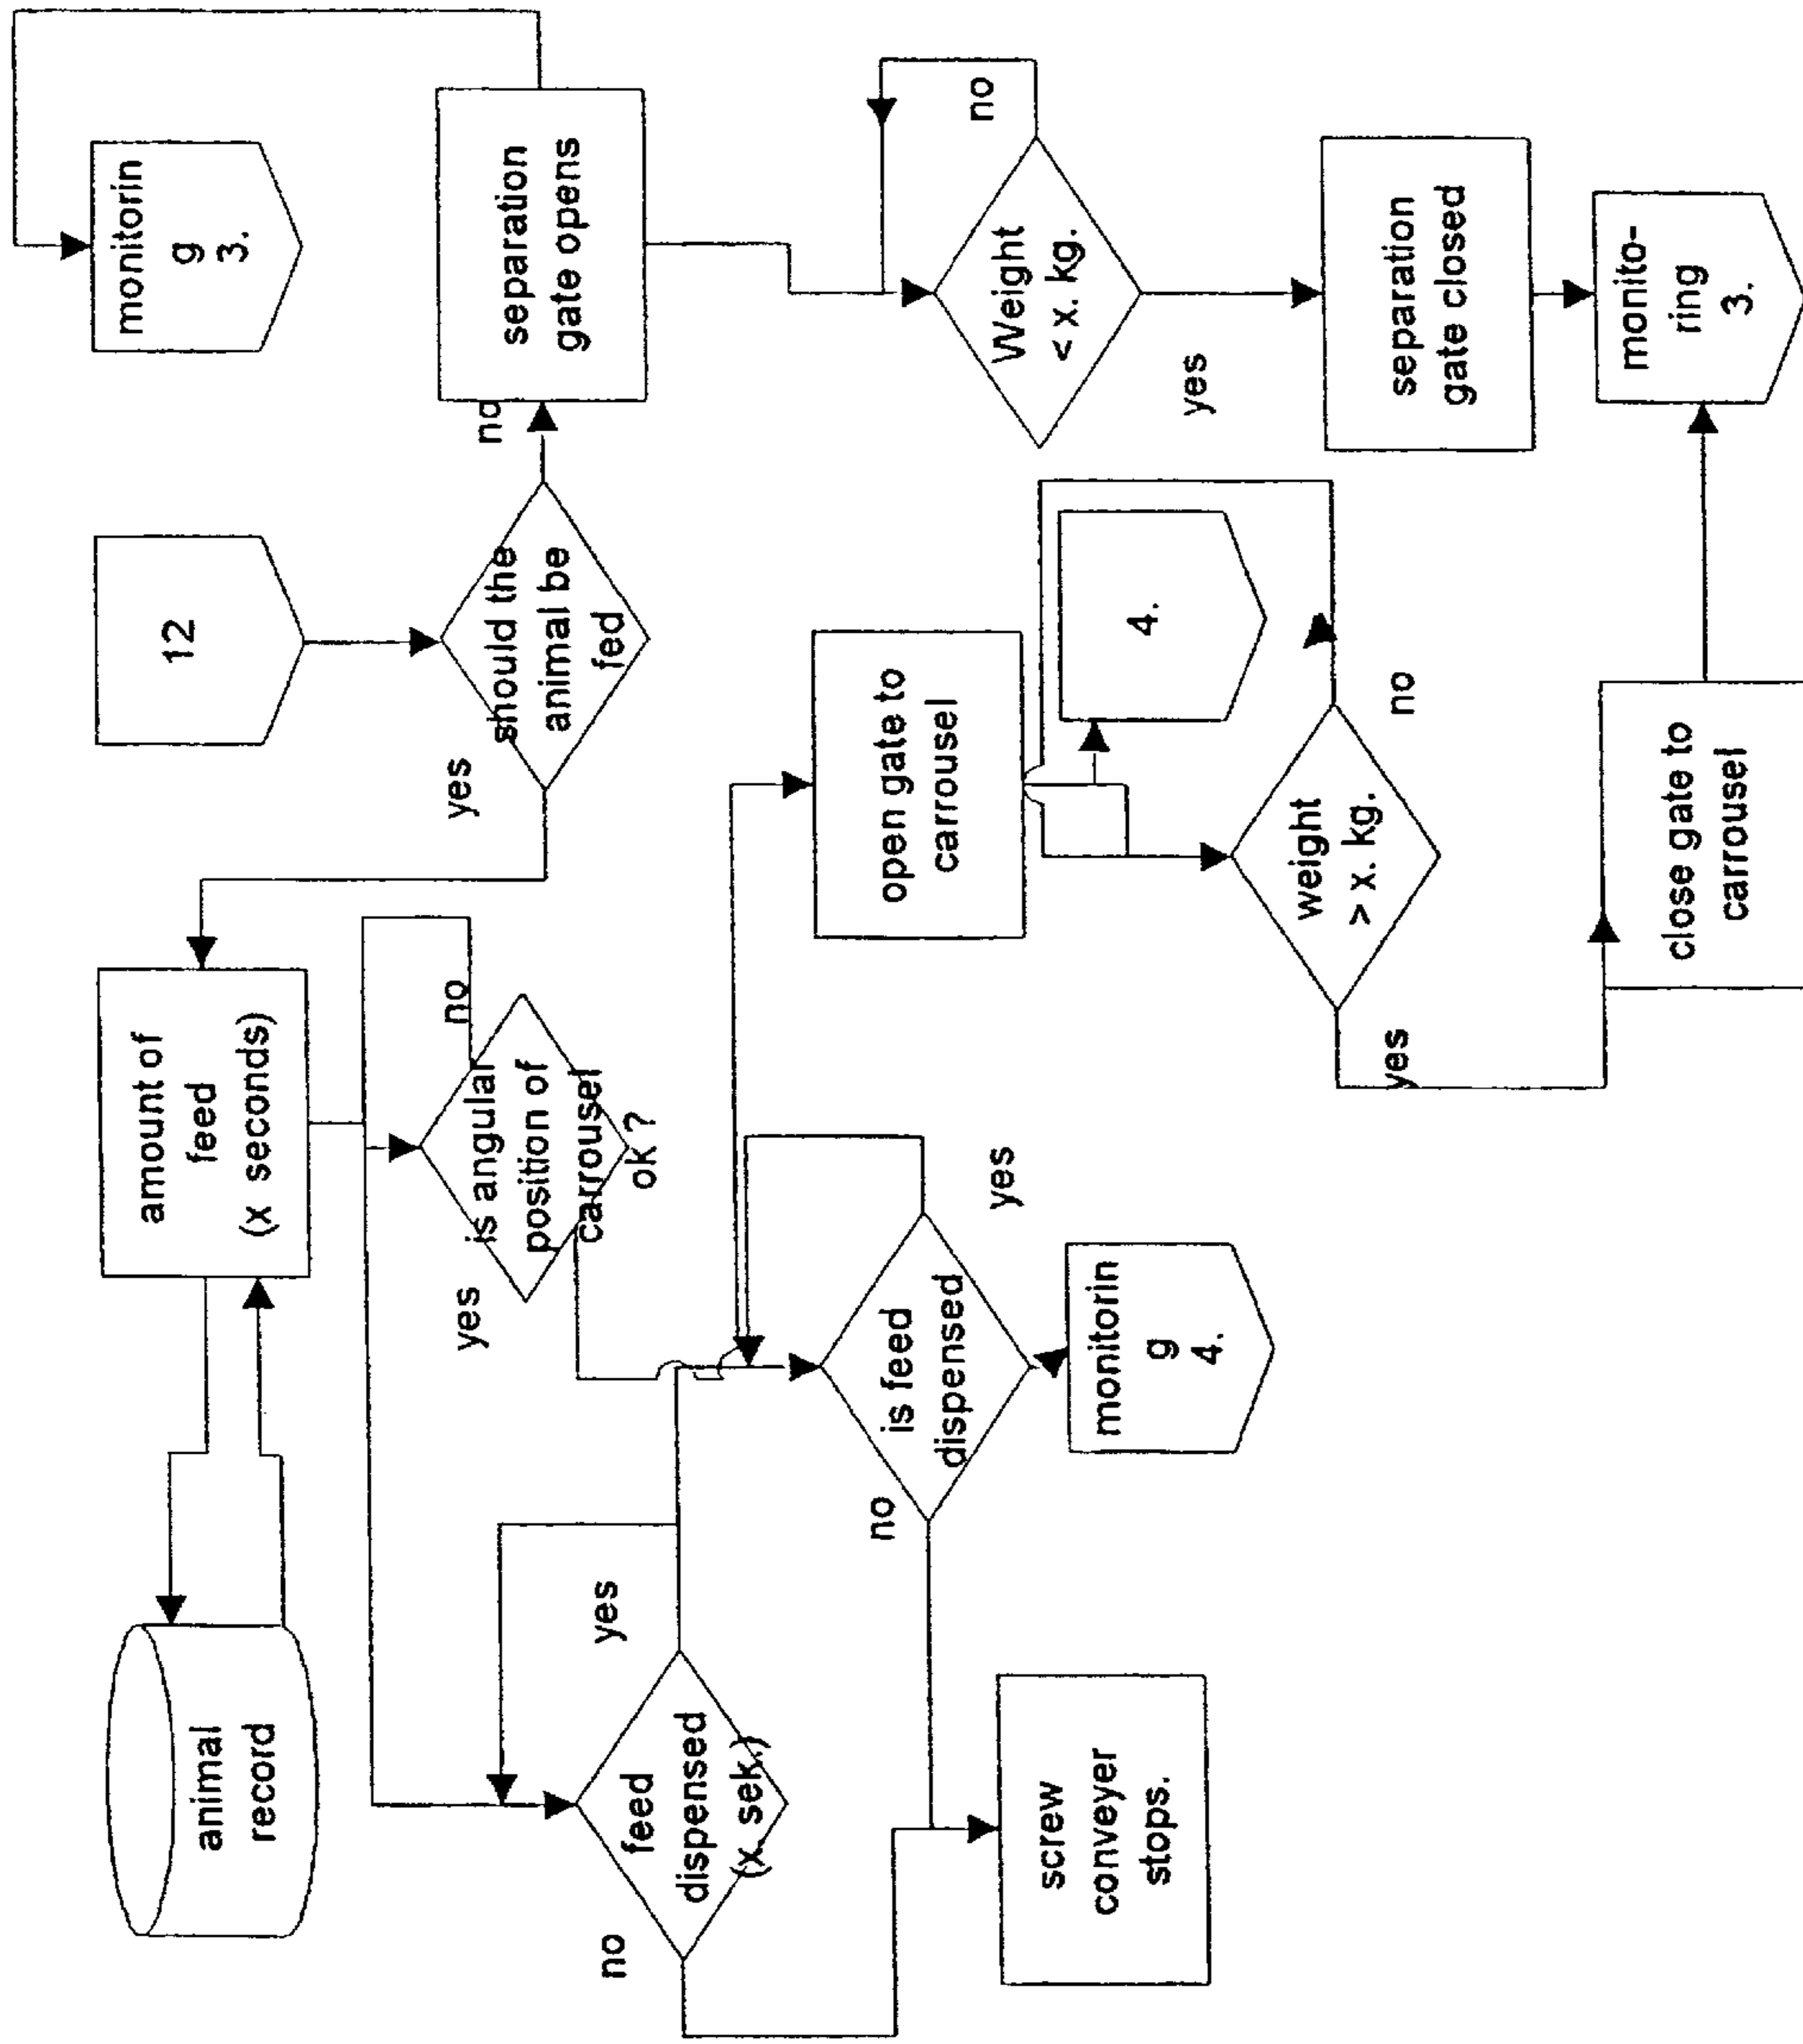 animal
record
amount of
feed
(x seconds)
12
monitorin
g
3.
yes
should the
animal be
fed
no
separation
gate opens
no
is angular
position of
carrousel
ok ?
yes
feed
dispensed
(x sek.)
yes
no
is feed
dispensed
yes
no
open gate to
carrousel
4.
Weight
< x. kg.
no
yes
screw
conveyer
stops.
monitorin
g
4.
weight
> x. kg.
no
yes
separation
gate closed
close gate to
carrousel
monito-
ring
3.